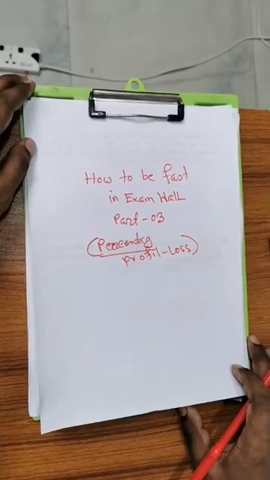 How to be fast
in Exam Hall
Part-03
(Percentage
Profit-Loss)